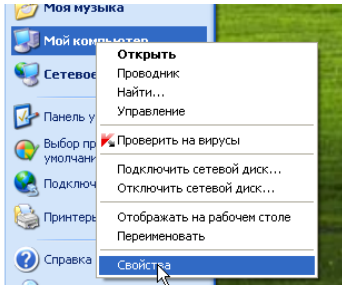 Моя музыка
Мой компьютер
Сетевое
Панель у
Выбор пр
умолчани
Подключ
Принтеры
Справка
Открыть
Проводник
Найти...
Управление
Проверить на вирусы
Подключить сетевой диск...
Отключить сетевой диск...
Отображать на рабочем столе
Переименовать
Свойства